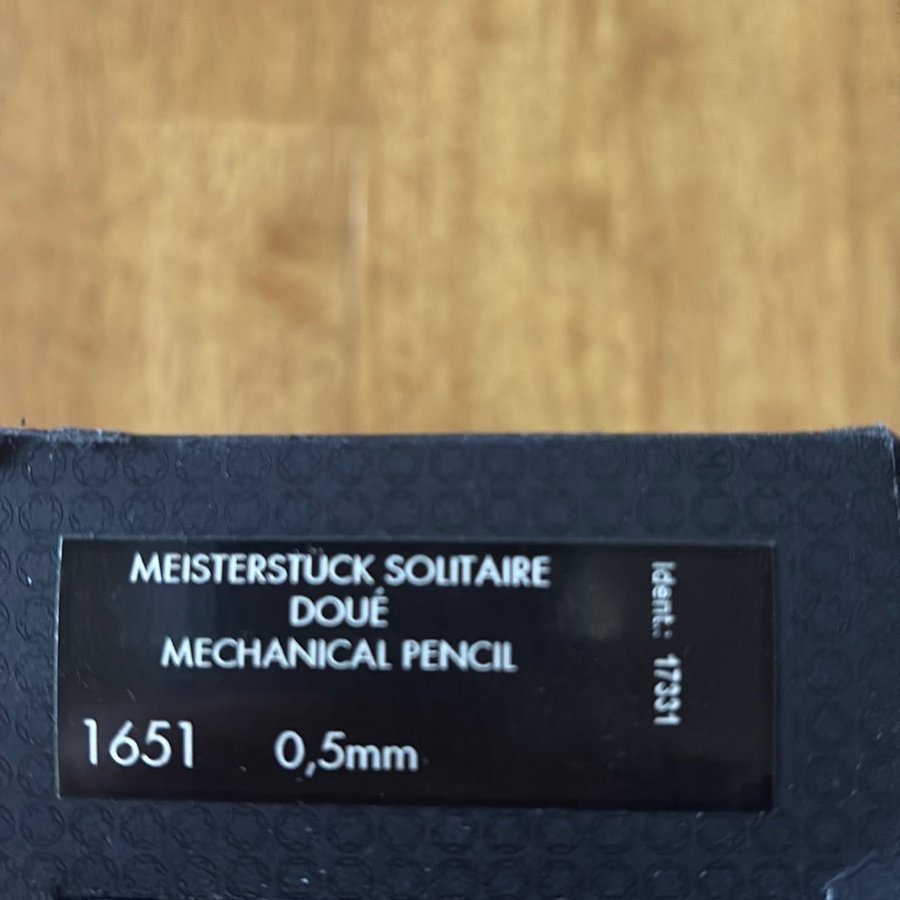 MEISTERSTÜCK SOLITAIRE
DOUÉ
MECHANICAL PENCIL
1651 0,5mm
Ident.: 17331